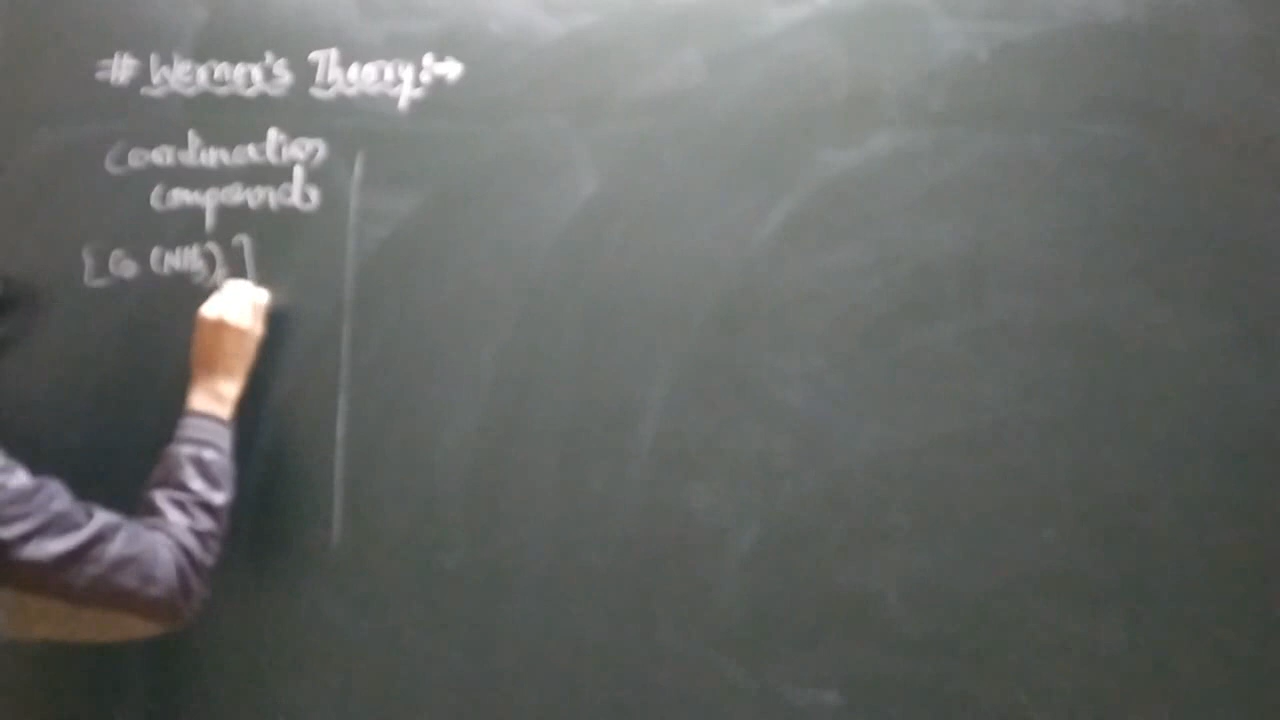 # Werner's Theory:→
Coordination
compounds
[Co (NH3) ]